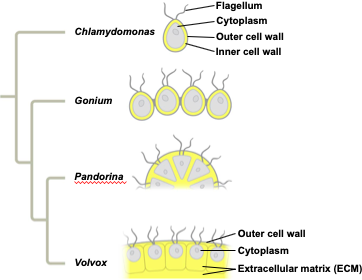 Flagellum
Cytoplasm
Outer cell wall
Inner cell wall
Chlamydomonas
Gonium
Pandorina
Outer cell wall
Cytoplasm
Extracellular matrix (ECM)
Volvox